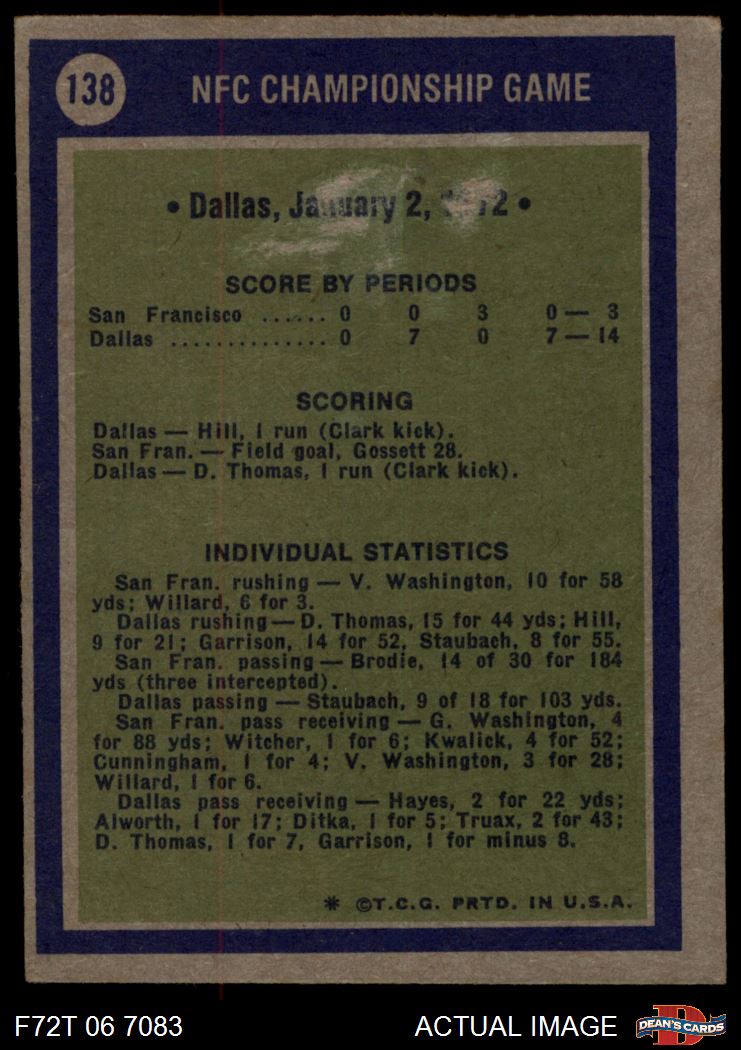 138
NFC CHAMPIONSHIP GAME
• Dallas, January 2, 1972 •
SCORE BY PERIODS
San Francisco ...... 0 0 3 0 — 3
Dallas .............. 0 7 0 7 — 14
SCORING
Dallas — Hill, 1 run (Clark kick).
San Fran. — Field goal, Gossett 28.
Dallas — D. Thomas, 1 run (Clark kick).
INDIVIDUAL STATISTICS
San Fran. rushing — V. Washington, 10 for 58
yds; Willard, 6 for 3.
Dallas rushing — D. Thomas, 15 for 44 yds; Hill,
9 for 21; Garrison, 14 for 52, Staubach, 8 for 55.
San Fran. passing — Brodie, 14 of 30 for 184
yds (three intercepted).
Dallas passing — Staubach, 9 of 18 for 103 yds.
San Fran. pass receiving — G. Washington, 4
for 88 yds; Witcher, 1 for 6; Kwalick, 4 for 52;
Cunningham, 1 for 4; V. Washington, 3 for 28;
Willard, 1 for 6.
Dallas pass receiving — Hayes, 2 for 22 yds;
Alworth, 1 for 17; Ditka, 1 for 5; Truax, 2 for 43;
D. Thomas, 1 for 7, Garrison, 1 for minus 8.
* ©T.C.G. PRTD. IN U.S.A.
F72T 06 7083
ACTUAL IMAGE
D
DEAN'S CARDS